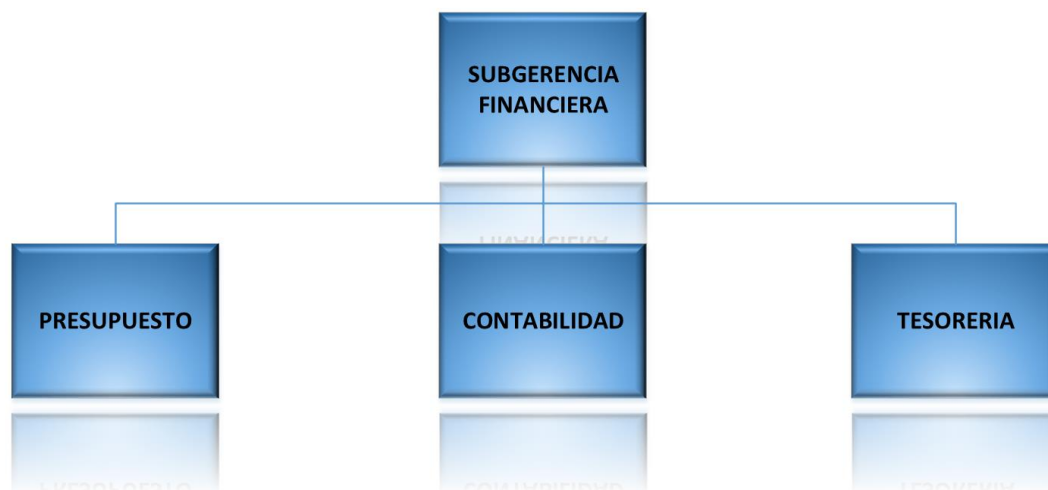 SUBGERENCIA
FINANCIERA
PRESUPUESTO
CONTABILIDAD
TESORERIA